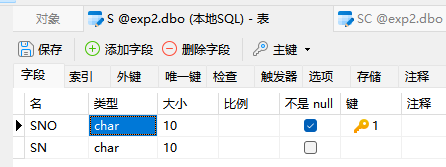 对象 S @exp2.dbo (本地SQL) - 表 SC @exp2.dbo
保存 添加字段 删除字段 主键
字段 索引 外键 唯一键 检查 触发器 选项 存储 注释
名 类型 大小 比例 不是 null 键 注释
SNO char 10 1
SN char 10